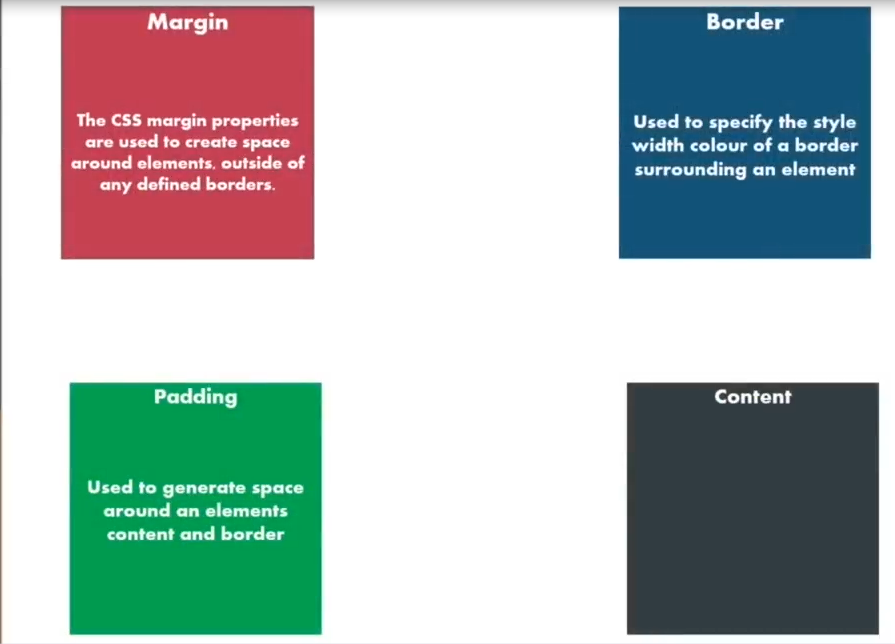 Margin
The CSS margin properties
are used to create space
around elements, outside of
any defined borders.
Border
Used to specify the style
width colour of a border
surrounding an element
Padding
Used to generate space
around an elements
content and border
Content